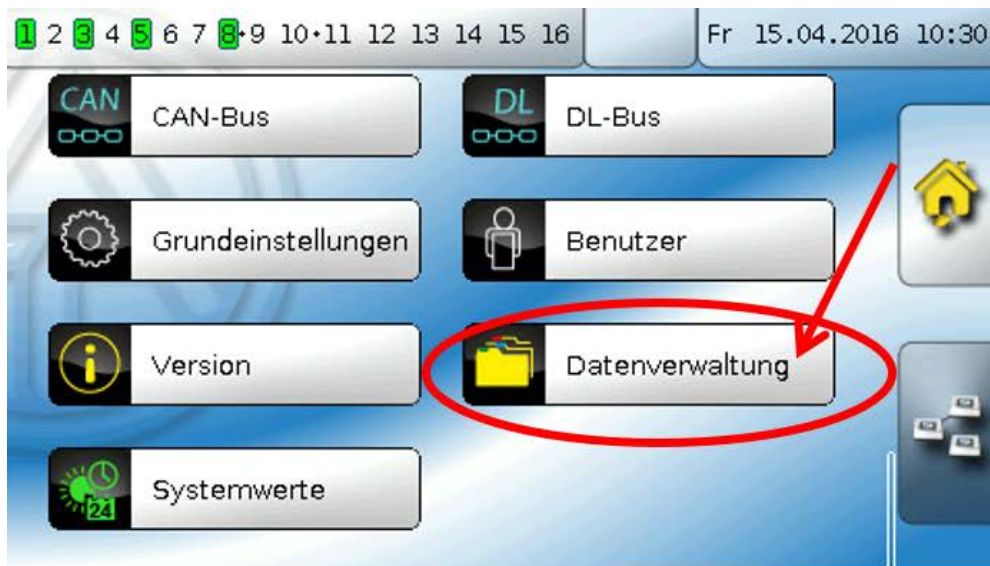 1 2 3 4 5 6 7 8•9 10•11 12 13 14 15 16 Fr 15.04.2016 10:30
CAN CAN-Bus DL DL-Bus
Grundeinstellungen Benutzer
Version Datenverwaltung
24 Systemwerte